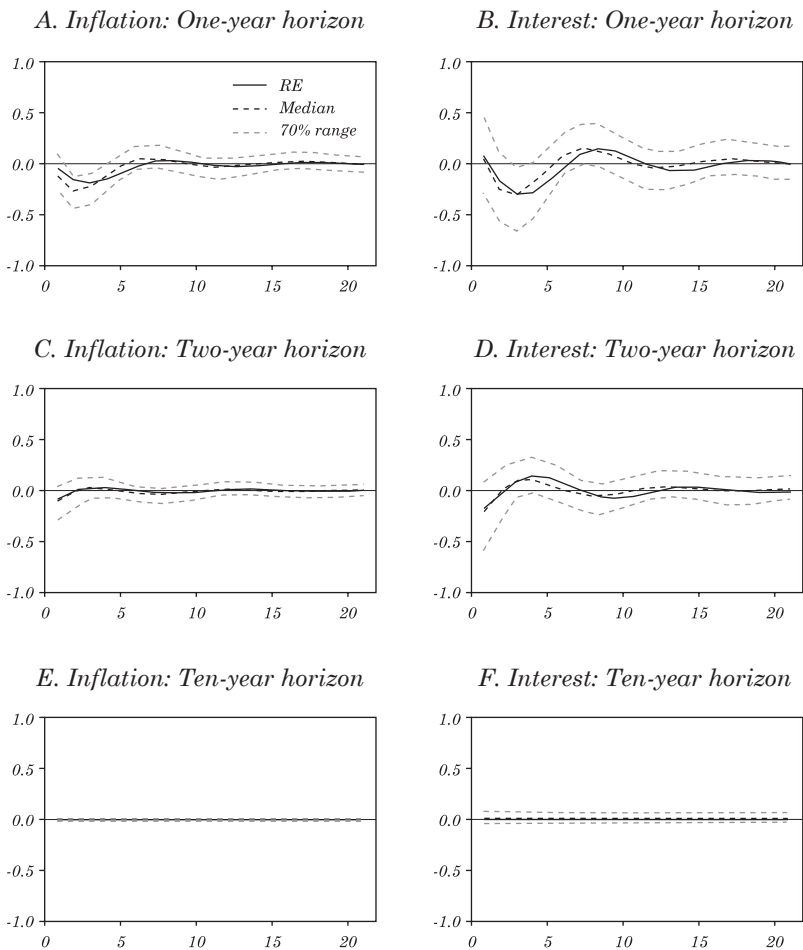 A. Inflation: One-year horizon
1.0
0.5
0.0
-0.5
-1.0
RE
Median
70% range
0 5 10 15 20
B. Interest: One-year horizon
1.0
0.5
0.0
-0.5
-1.0
0 5 10 15 20
C. Inflation: Two-year horizon
1.0
0.5
0.0
-0.5
-1.0
0 5 10 15 20
D. Interest: Two-year horizon
1.0
0.5
0.0
-0.5
-1.0
0 5 10 15 20
E. Inflation: Ten-year horizon
1.0
0.5
0.0
-0.5
-1.0
0 5 10 15 20
F. Interest: Ten-year horizon
1.0
0.5
0.0
-0.5
-1.0
0 5 10 15 20